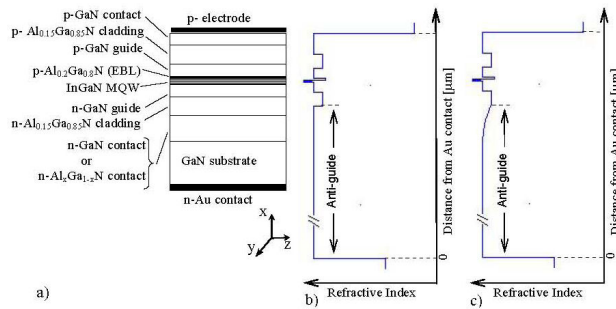 p-GaN contact
p- Al0.15Ga0.85N cladding
p-GaN guide
p-Al0.2Ga0.8N (EBL)
InGaN MQW
n-GaN guide
n-Al0.15Ga0.85N cladding
n-GaN contact
or
n-AlzGa1-zN contact
p- electrode
GaN substrate
n-Au contact
x
y
z
a)
Anti-guide
Distance from Au contact [μm]
0
Refractive Index
b)
Anti-guide
Distance from Au contact [μm]
0
Refractive Index
c)